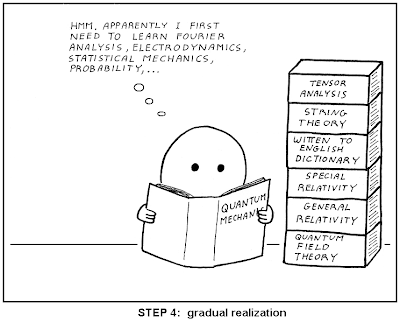 HMM, APPARENTLY I FIRST
NEED TO LEARN FOURIER
ANALYSIS, ELECTRODYNAMICS,
STATISTICAL MECHANICS,
PROBABILITY,...
TENSOR
ANALYSIS
STRING
THEORY
WITTEN TO
ENGLISH
DICTIONARY
SPECIAL
RELATIVITY
GENERAL
RELATIVITY
QUANTUM
FIELD
THEORY
QUANTUM
MECHANI
STEP 4: gradual realization